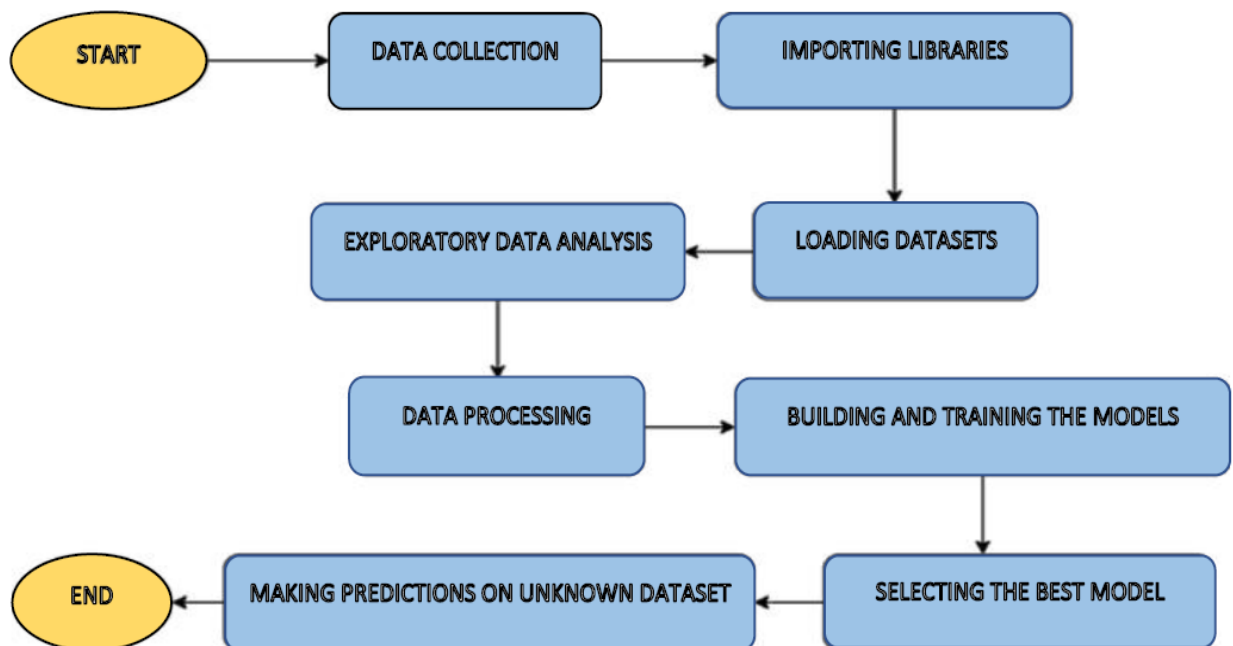 START
DATA COLLECTION
IMPORTING LIBRARIES
LOADING DATASETS
EXPLORATORY DATA ANALYSIS
DATA PROCESSING
BUILDING AND TRAINING THE MODELS
SELECTING THE BEST MODEL
MAKING PREDICTIONS ON UNKNOWN DATASET
END